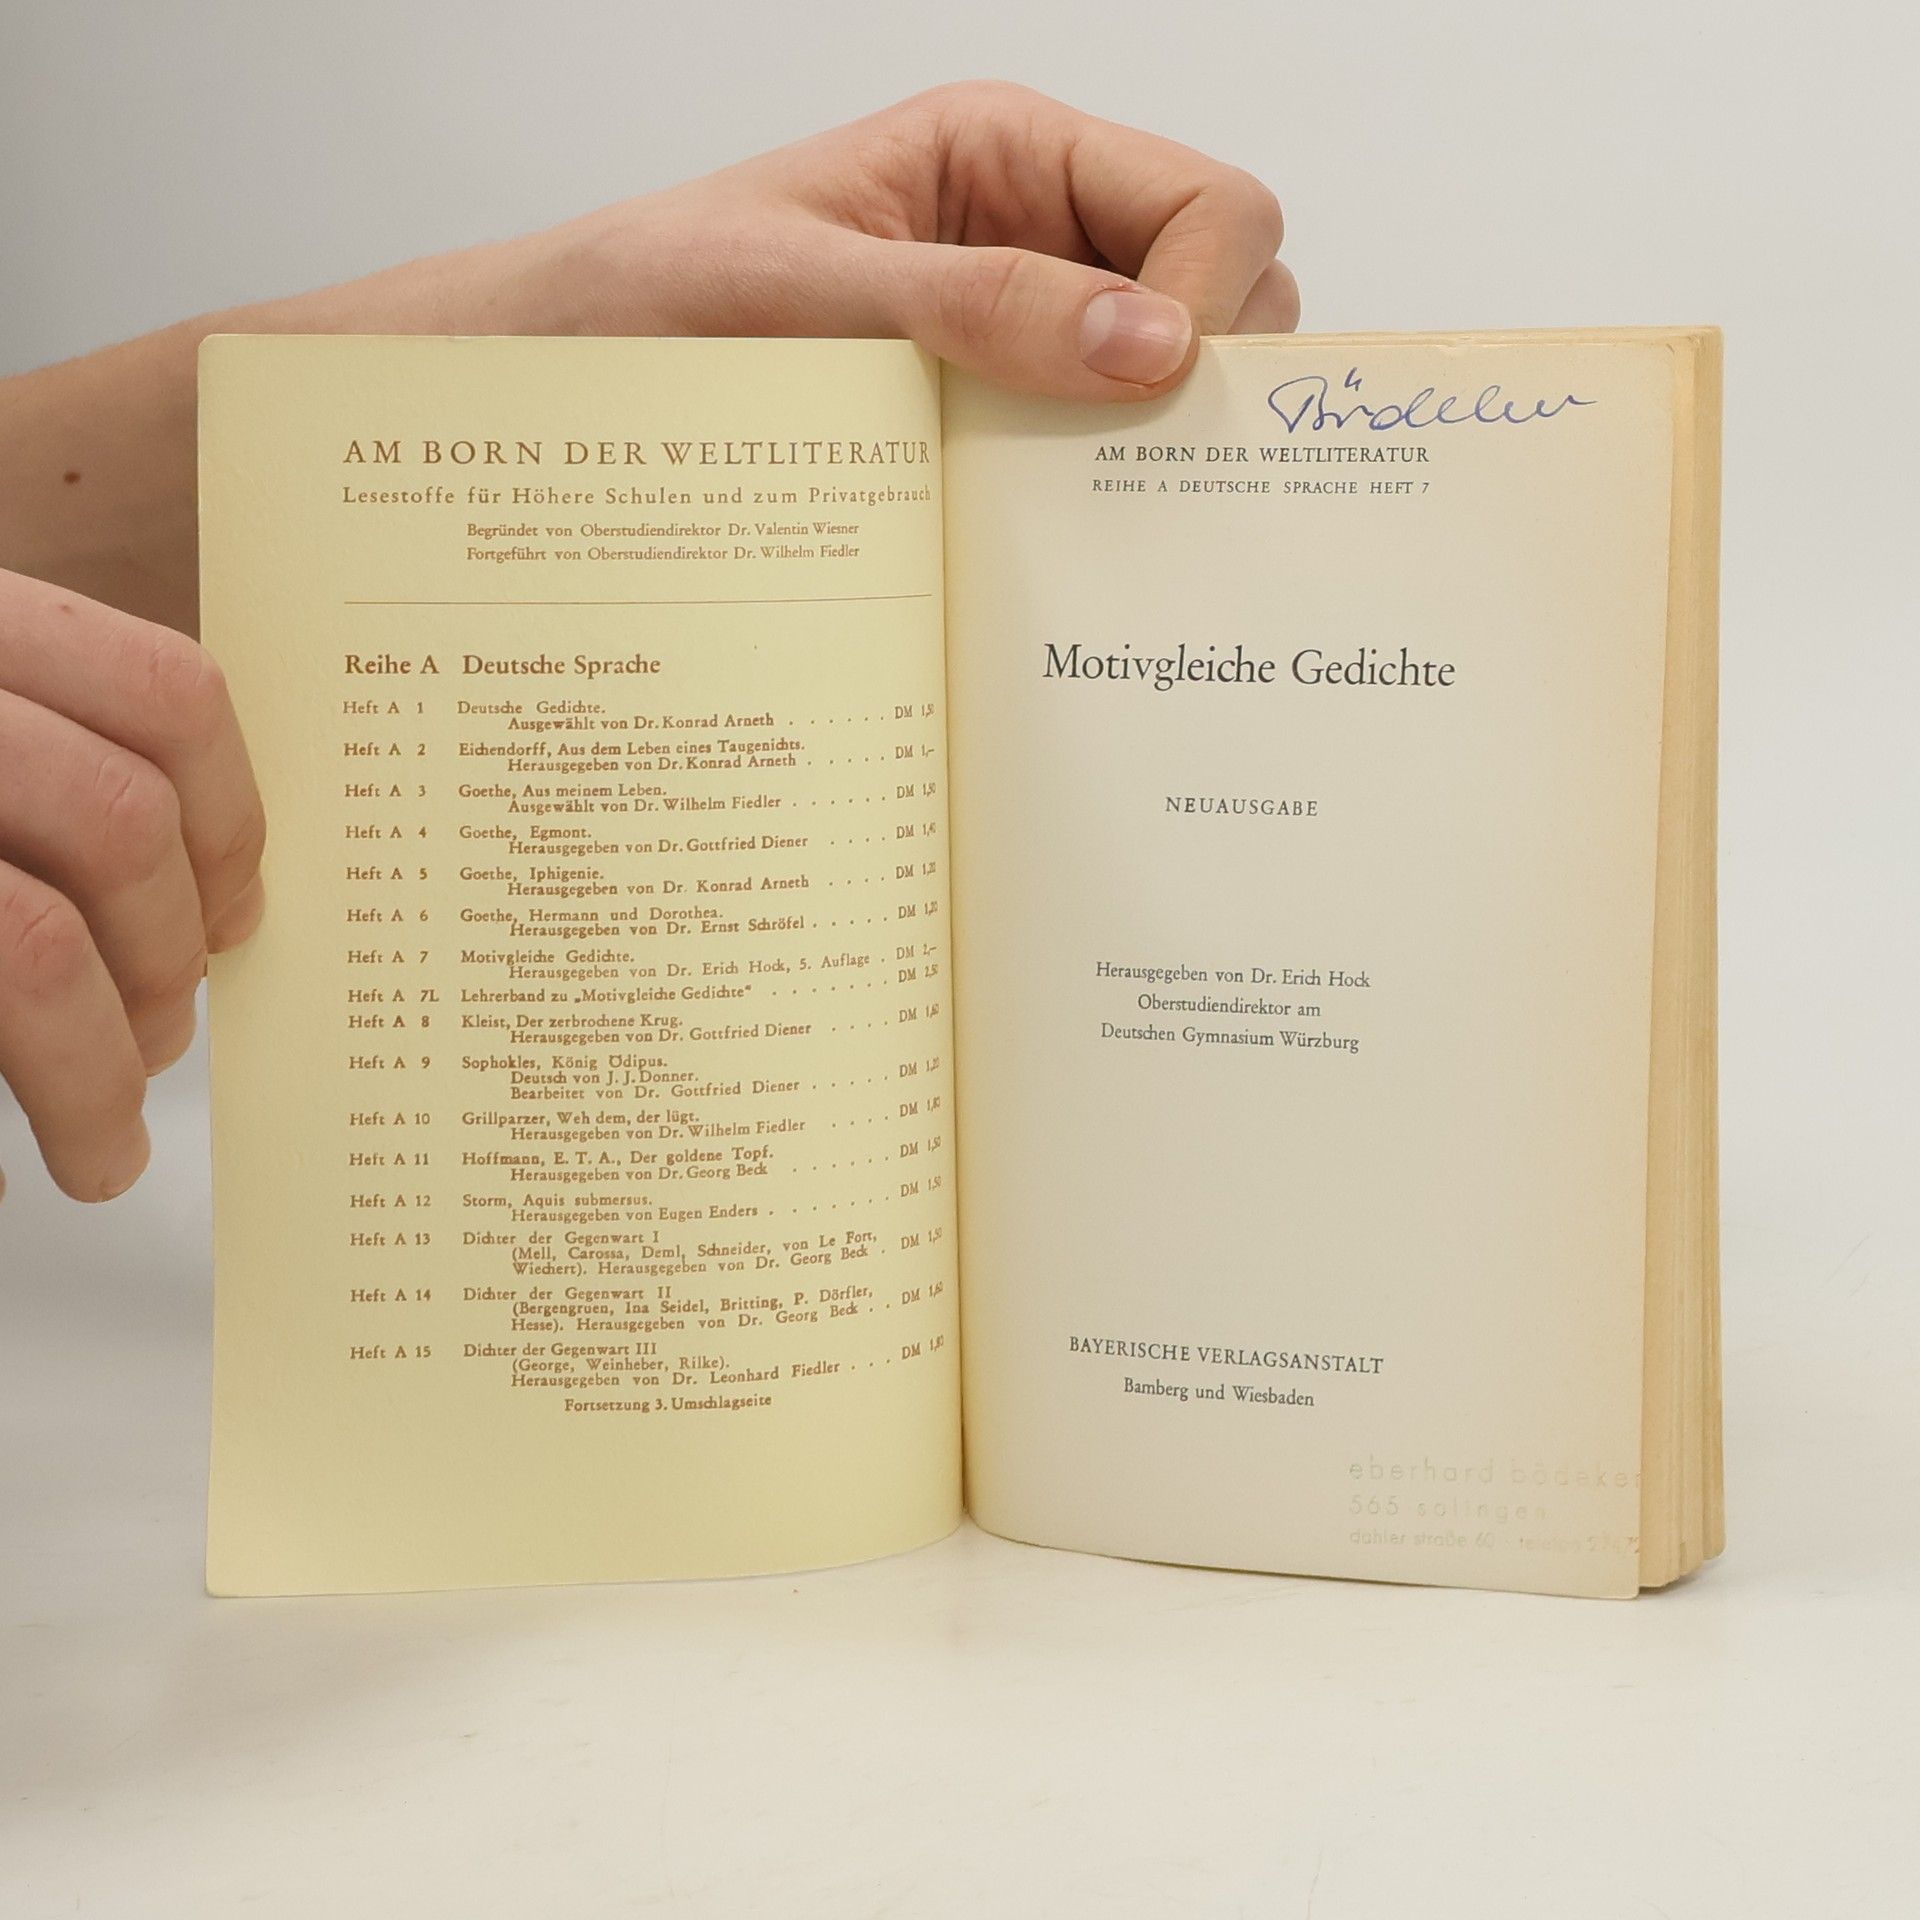 AM BORN DER WELTLITERATUR
Lesestoffe für Höhere Schulen und zum Privatgebrauch
Begründet von Oberstudiendirektor Dr. Valentin Wiesner
Fortgeführt von Oberstudiendirektor Dr. Wilhelm Fiedler
Reihe A Deutsche Sprache
Heft A 1 Deutsche Gedichte.
Ausgewählt von Dr. Konrad Arneth . . . . . . DM 1,50
Heft A 2 Eichendorff, Aus dem Leben eines Taugenichts.
Herausgegeben von Dr. Konrad Arneth . . . . . DM 1,—
Heft A 3 Goethe, Aus meinem Leben.
Ausgewählt von Dr. Wilhelm Fiedler . . . . . . DM 1,50
Heft A 4 Goethe, Egmont.
Herausgegeben von Dr. Gottfried Diener . . . . DM 1,40
Heft A 5 Goethe, Iphigenie.
Herausgegeben von Dr. Konrad Arneth . . . . DM 1,20
Heft A 6 Goethe, Hermann und Dorothea.
Herausgegeben von Dr. Ernst Schröfel . . . . . DM 1,20
Heft A 7 Motivgleiche Gedichte.
Herausgegeben von Dr. Erich Hock, 5. Auflage . DM 2,—
Heft A 7L Lehrerband zu „Motivgleiche Gedichte“ . . . . . . . DM 2,50
Heft A 8 Kleist, Der zerbrochene Krug.
Herausgegeben von Dr. Gottfried Diener . . . . DM 1,60
Heft A 9 Sophokles, König Ödipus.
Deutsch von J. J. Donner.
Bearbeitet von Dr. Gottfried Diener . . . . . DM 1,20
Heft A 10 Grillparzer, Weh dem, der lügt.
Herausgegeben von Dr. Wilhelm Fiedler . . . . DM 1,80
Heft A 11 Hoffmann, E. T. A., Der goldene Topf.
Herausgegeben von Dr. Georg Beck . . . . . . DM 1,50
Heft A 12 Storm, Aquis submersus.
Herausgegeben von Eugen Enders . . . . . . DM 1,50
Heft A 13 Dichter der Gegenwart I
(Mell, Carossa, Deml, Schneider, von Le Fort,
Wiechert). Herausgegeben von Dr. Georg Beck . DM 1,50
Heft A 14 Dichter der Gegenwart II
(Bergengruen, Ina Seidel, Britting, P. Dörfler,
Hesse). Herausgegeben von Dr. Georg Beck . . DM 1,60
Heft A 15 Dichter der Gegenwart III
(George, Weinheber, Rilke).
Herausgegeben von Dr. Leonhard Fiedler . . . DM 1,80
Fortsetzung 3. Umschlagseite
AM BORN DER WELTLITERATUR
REIHE A DEUTSCHE SPRACHE HEFT 7
Motivgleiche Gedichte
NEUAUSGABE
Herausgegeben von Dr. Erich Hock
Oberstudiendirektor am
Deutschen Gymnasium Würzburg
BAYERISCHE VERLAGSANSTALT
Bamberg und Wiesbaden
eberhard bödeker
565 solingen
dahler straße 60 telefon